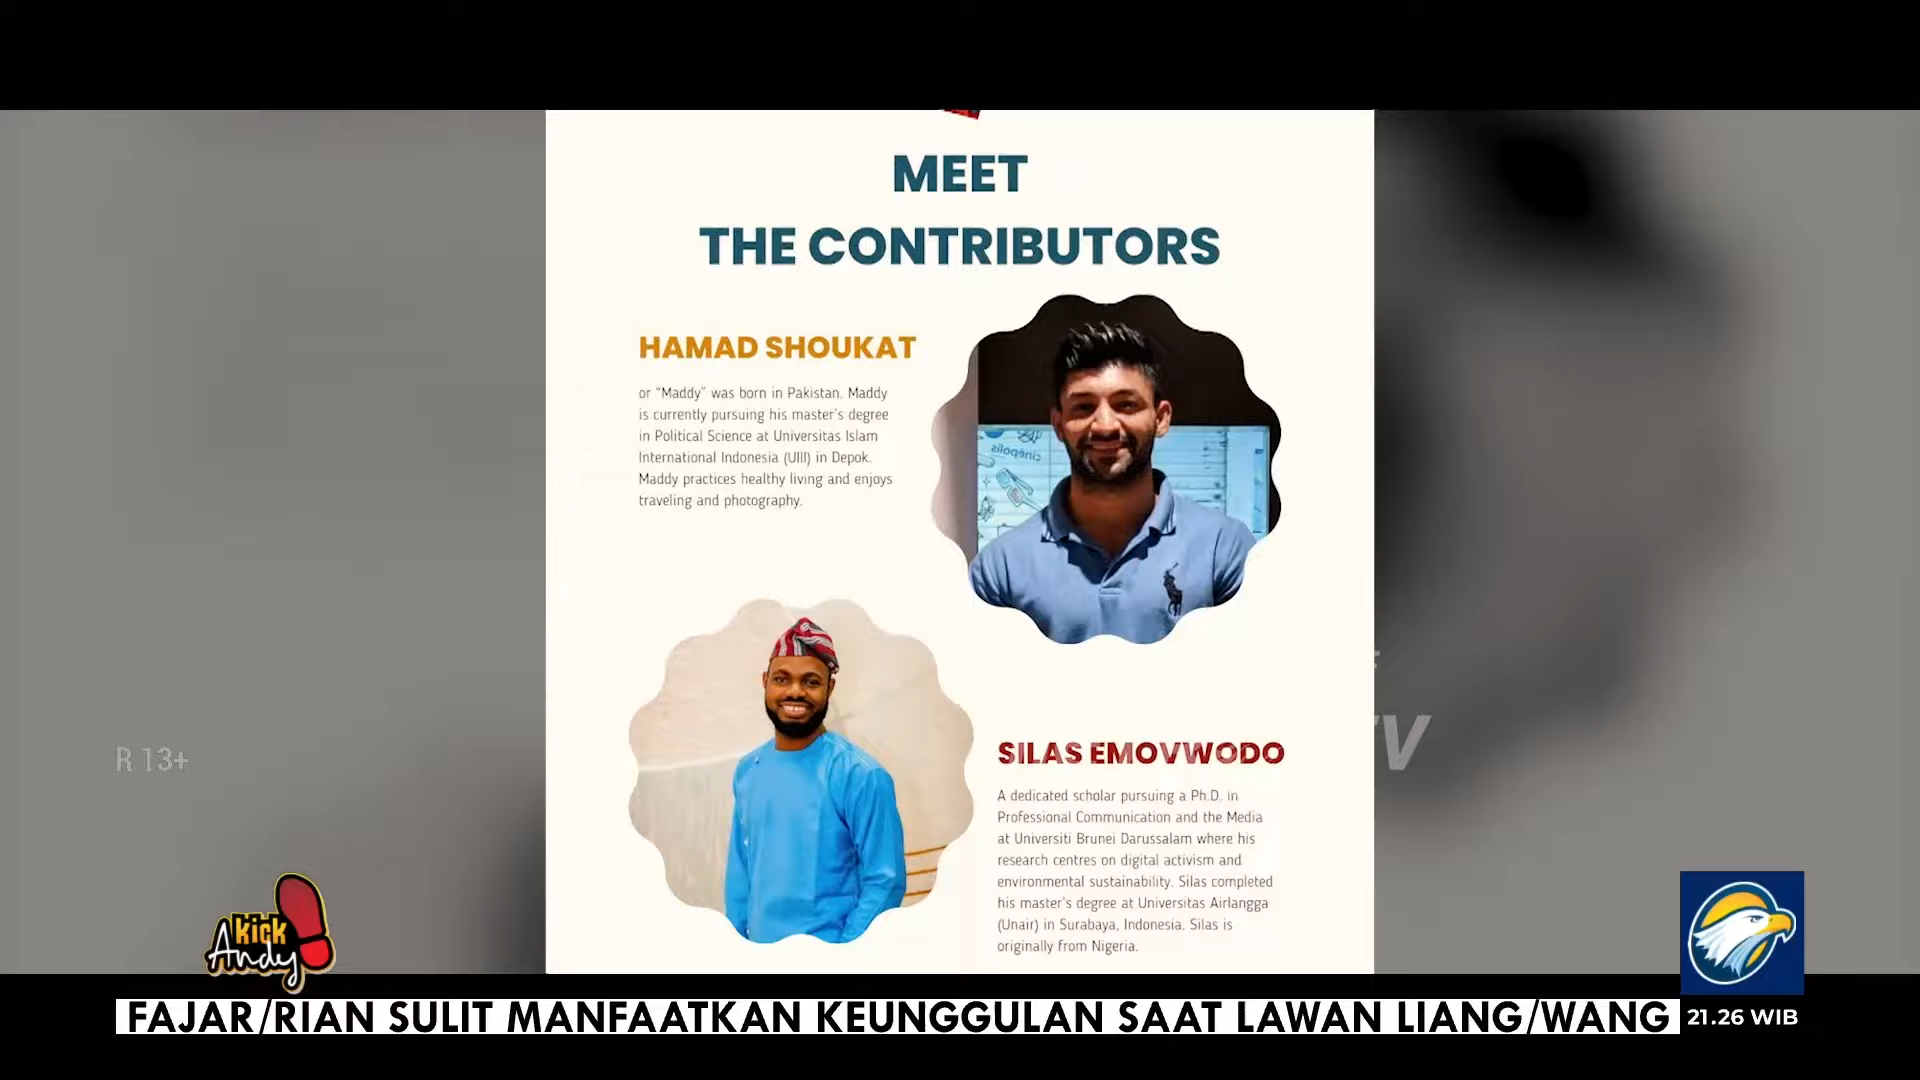 MEET
THE CONTRIBUTORS
HAMAD SHOUKAT
or “Maddy” was born in Pakistan. Maddy
is currently pursuing his master's degree
in Political Science at Universitas Islam
International Indonesia (UIII) in Depok.
Maddy practices healthy living and enjoys
traveling and photography.
cinépolis
SILAS EMOVWODO
A dedicated scholar pursuing a Ph.D. in
Professional Communication and the Media
at Universiti Brunei Darussalam where his
research centres on digital activism and
environmental sustainability. Silas completed
his master's degree at Universitas Airlangga
(Unair) in Surabaya, Indonesia. Silas is
originally from Nigeria.
R 13+
TV
kick
Andy
FAJAR/RIAN SULIT MANFAATKAN KEUNGGULAN SAAT LAWAN LIANG/WANG
21.26 WIB